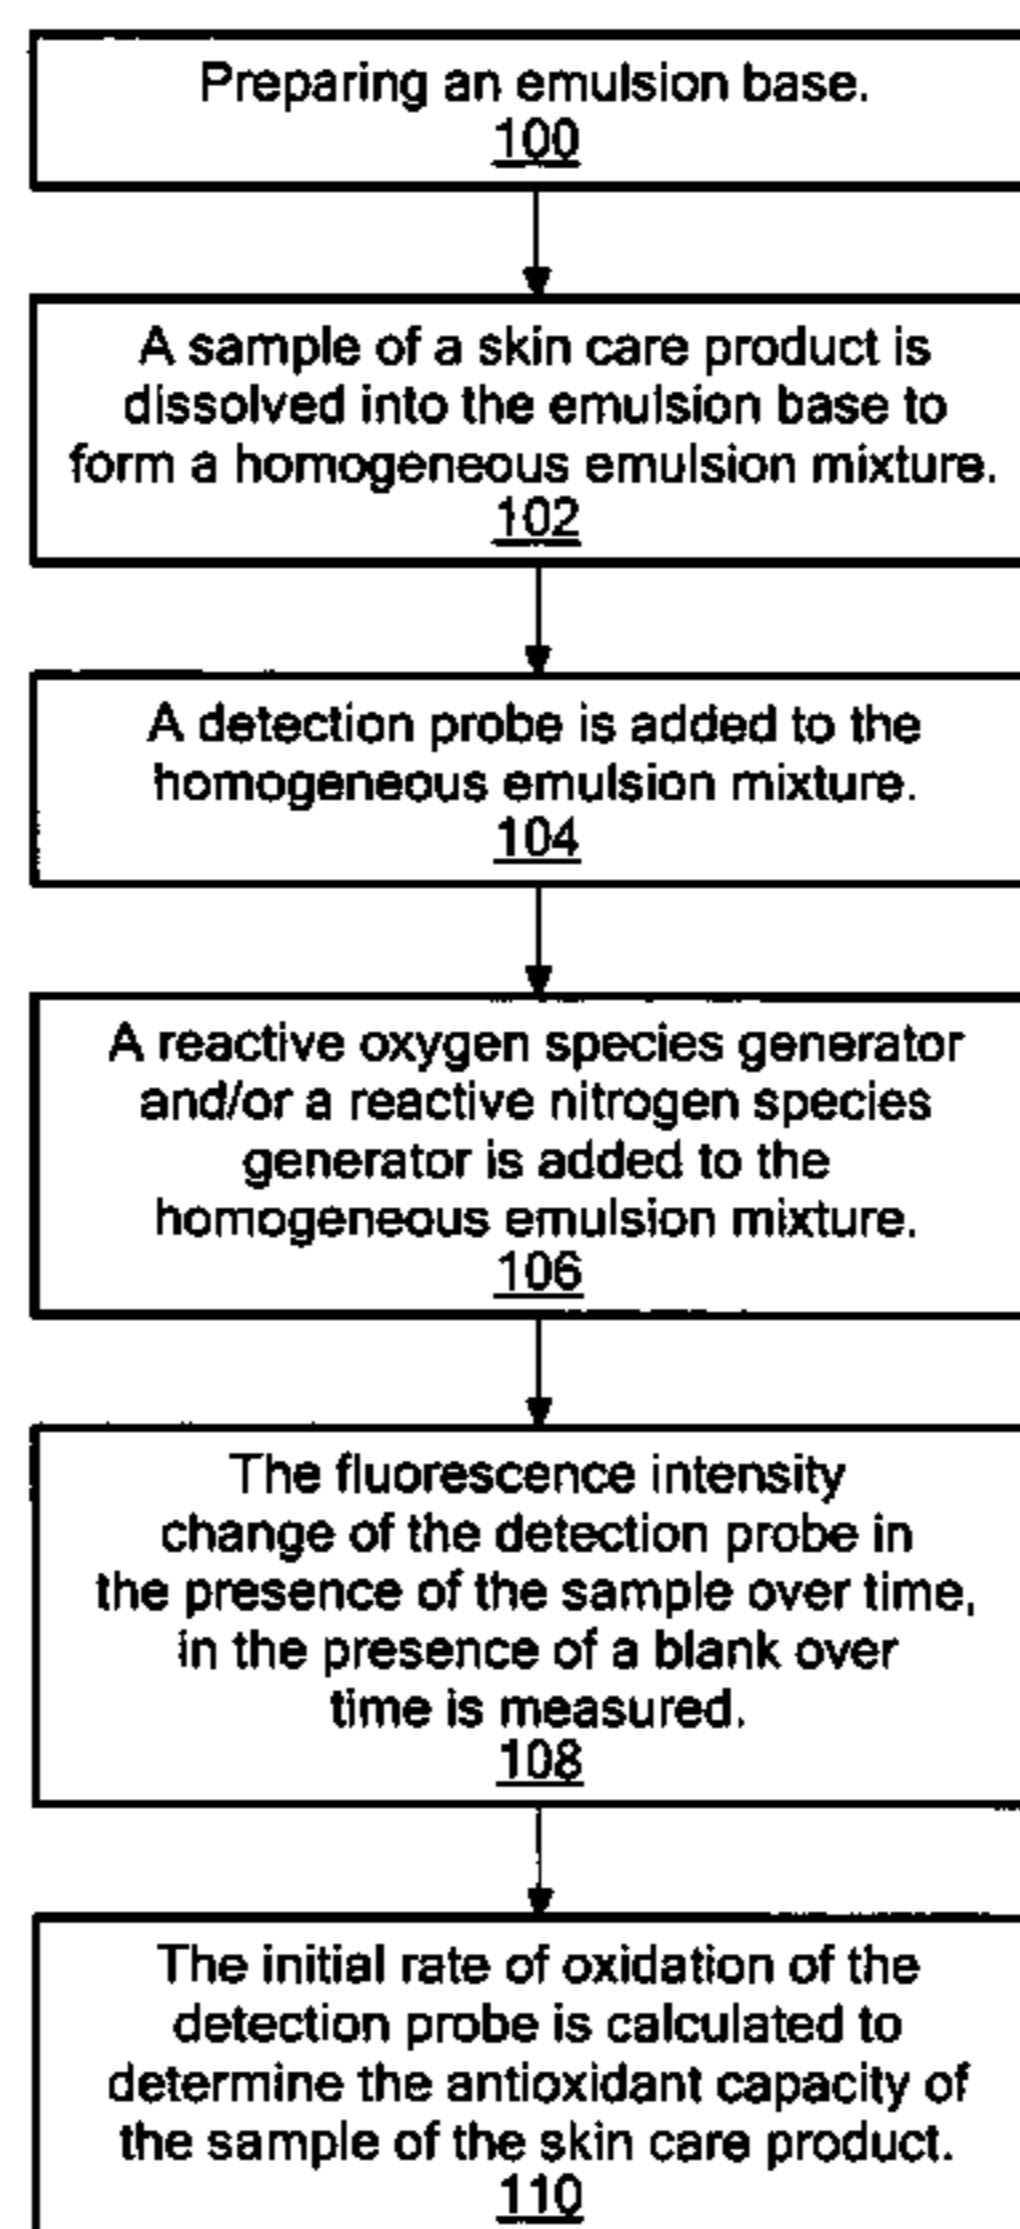 Preparing an emulsion base.
100
A sample of a skin care product is
dissolved into the emulsion base to
form a homogeneous emulsion mixture.
102
A detection probe is added to the
homogeneous emulsion mixture.
104
A reactive oxygen species generator
and/or a reactive nitrogen species
generator is added to the
homogeneous emulsion mixture.
106
The fluorescence intensity
change of the detection probe in
the presence of the sample over time,
in the presence of a blank over
time is measured.
108
The initial rate of oxidation of the
detection probe is calculated to
determine the antioxidant capacity of
the sample of the skin care product.
110